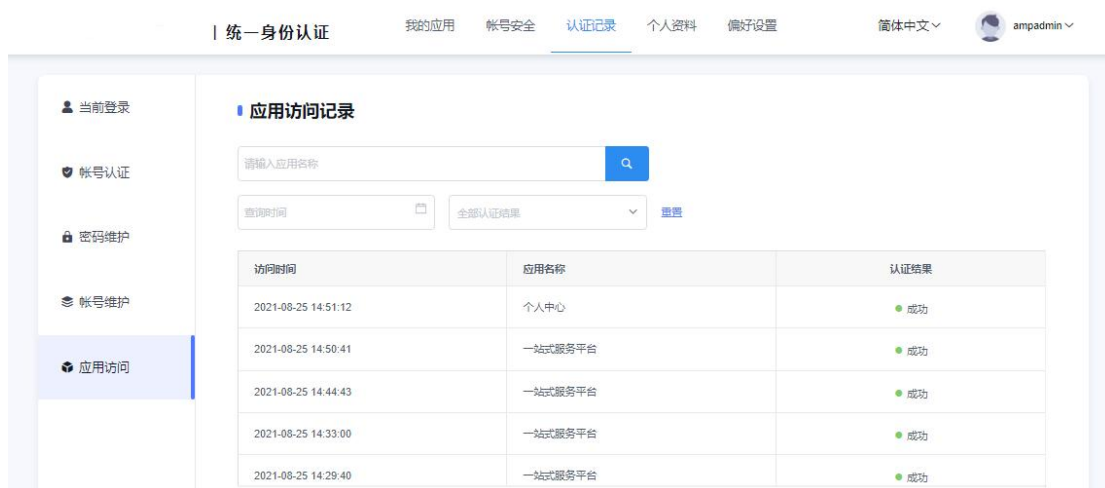 | 统一身份认证
我的应用
帐号安全
认证记录
个人资料
偏好设置
简体中文
ampadmin
当前登录
帐号认证
密码维护
帐号维护
应用访问
应用访问记录
请输入应用名称
查询时间
全部认证结果
重置
访问时间 应用名称 认证结果
2021-08-25 14:51:12 个人中心 成功
2021-08-25 14:50:41 一站式服务平台 成功
2021-08-25 14:44:43 一站式服务平台 成功
2021-08-25 14:33:00 一站式服务平台 成功
2021-08-25 14:29:40 一站式服务平台 成功